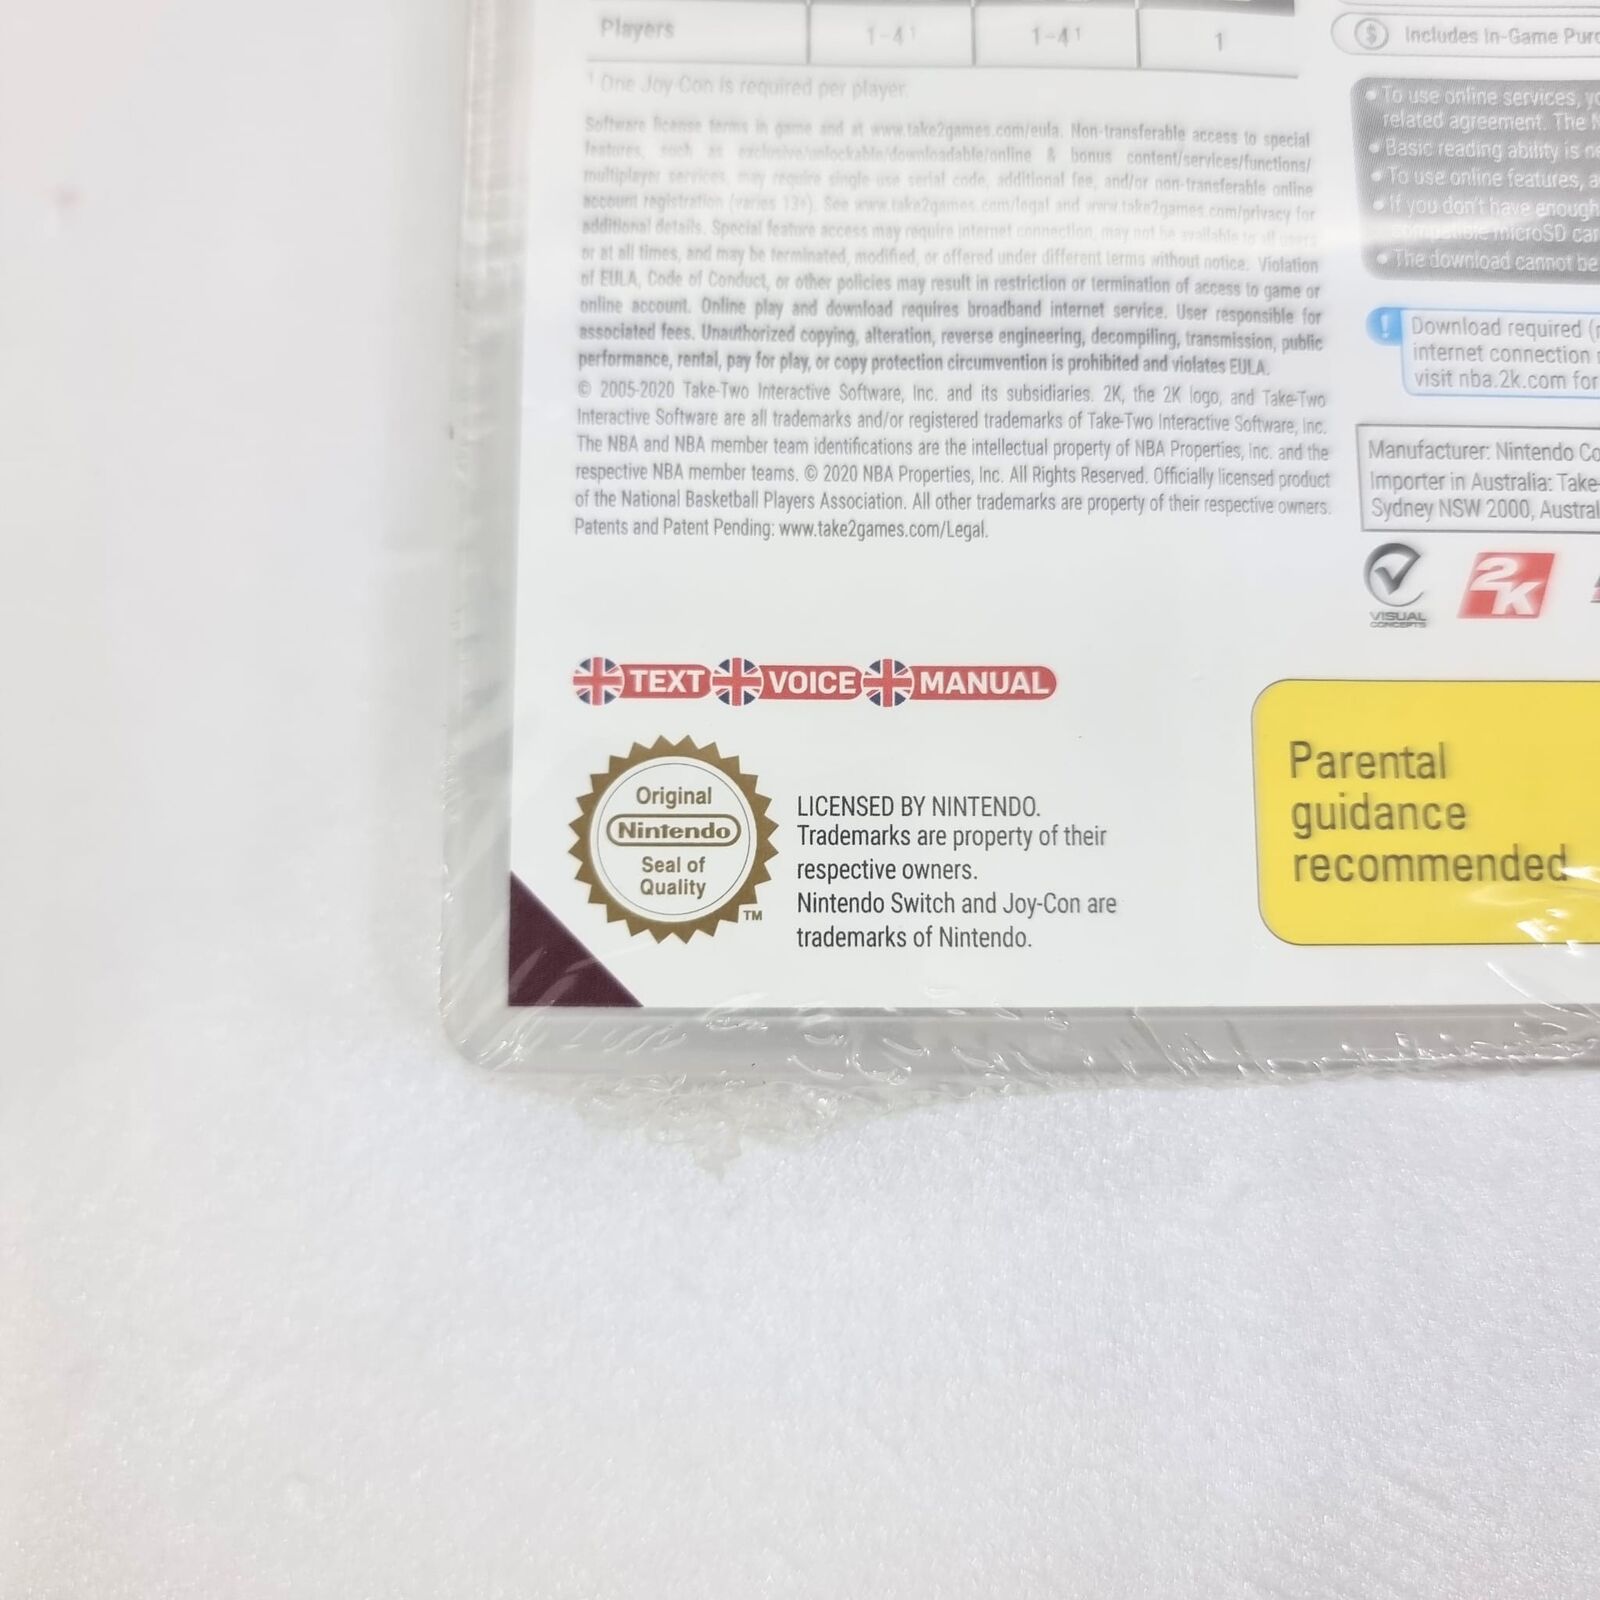 Players 1-4¹ 1-4¹ 1
¹ One Joy-Con is required per player.
Software license terms in game and at www.take2games.com/eula. Non-transferable access to special
features, such as exclusive/unlockable/downloadable/online & bonus content/services/functions/
multiplayer services, may require single use serial code, additional fee, and/or non-transferable online
account registration (varies 13+). See www.take2games.com/legal and www.take2games.com/privacy for
additional details. Special feature access may require internet connection, may not be available to all users
or at all times, and may be terminated, modified, or offered under different terms without notice. Violation
of EULA, Code of Conduct, or other policies may result in restriction or termination of access to game or
online account. Online play and download requires broadband internet service. User responsible for
associated fees. Unauthorized copying, alteration, reverse engineering, decompiling, transmission, public
performance, rental, pay for play, or copy protection circumvention is prohibited and violates EULA.
© 2005-2020 Take-Two Interactive Software, Inc. and its subsidiaries. 2K, the 2K logo, and Take-Two
Interactive Software are all trademarks and/or registered trademarks of Take-Two Interactive Software, Inc.
The NBA and NBA member team identifications are the intellectual property of NBA Properties, Inc. and the
respective NBA member teams. © 2020 NBA Properties, Inc. All Rights Reserved. Officially licensed product
of the National Basketball Players Association. All other trademarks are property of their respective owners.
Patents and Patent Pending: www.take2games.com/Legal.
TEXT VOICE MANUAL
Original
Nintendo
Seal of
Quality
TM
LICENSED BY NINTENDO.
Trademarks are property of their
respective owners.
Nintendo Switch and Joy-Con are
trademarks of Nintendo.
$ Includes In-Game Purc
• To use online services, yo
related agreement. The N
• Basic reading ability is ne
• To use online features, a
• If you don't have enough
compatible microSD car
• The download cannot be
! Download required (
internet connection
visit nba.2k.com for
Manufacturer: Nintendo Co
Importer in Australia: Take-
Sydney NSW 2000, Austral
VISUAL
CONCEPTS
2K
Parental
guidance
recommended